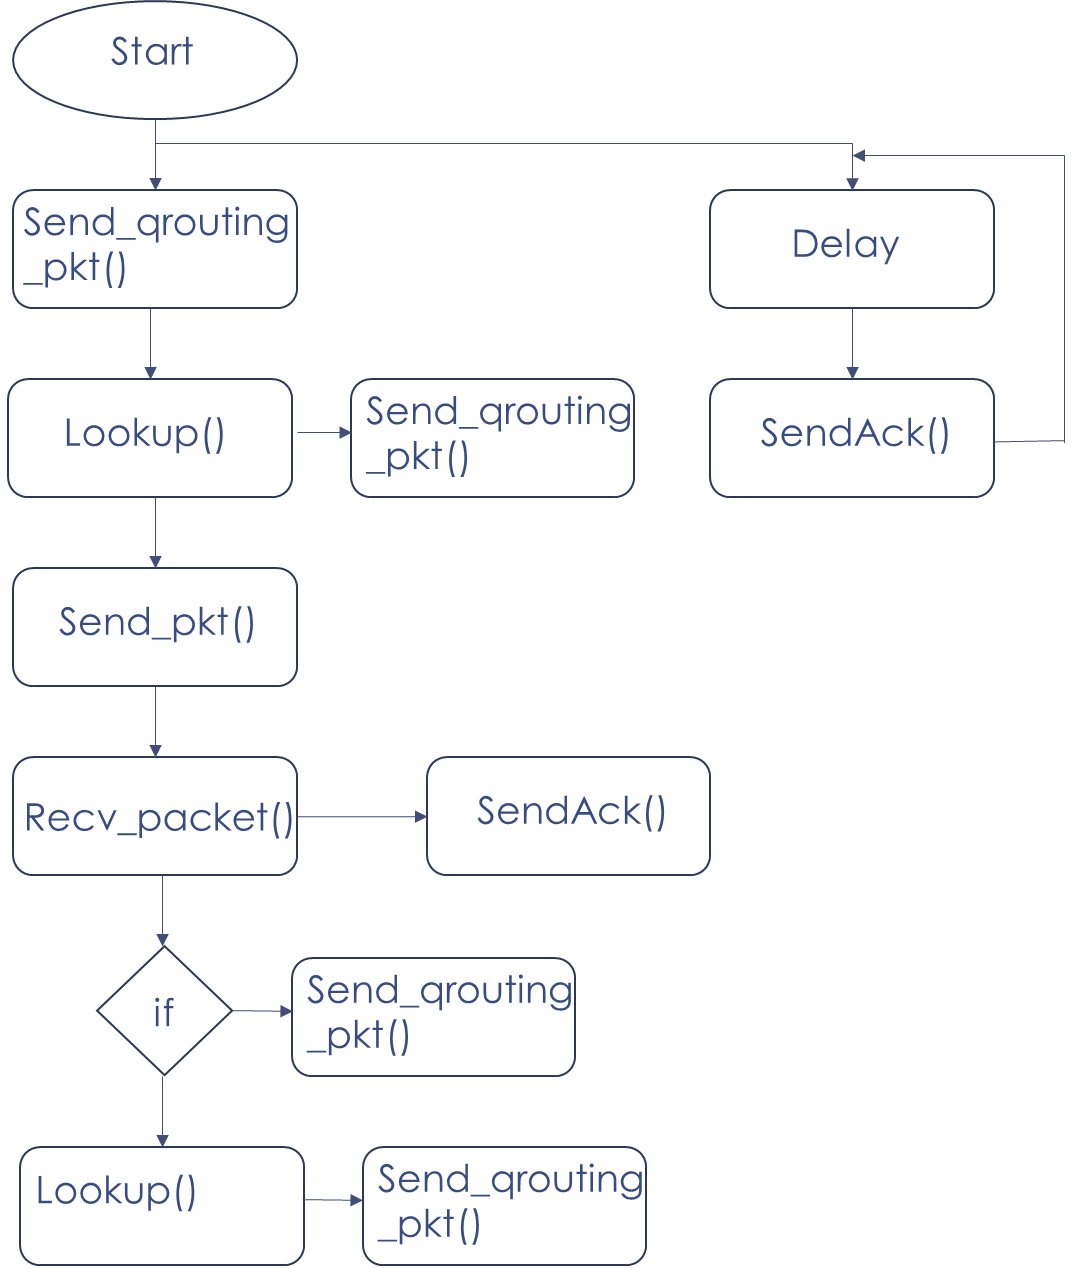 Start
Send_qrouting
_pkt()
Delay
Lookup()
Send_qrouting
_pkt()
SendAck()
Send_pkt()
Recv_packet()
SendAck()
if
Send_qrouting
_pkt()
Lookup()
Send_qrouting
_pkt()